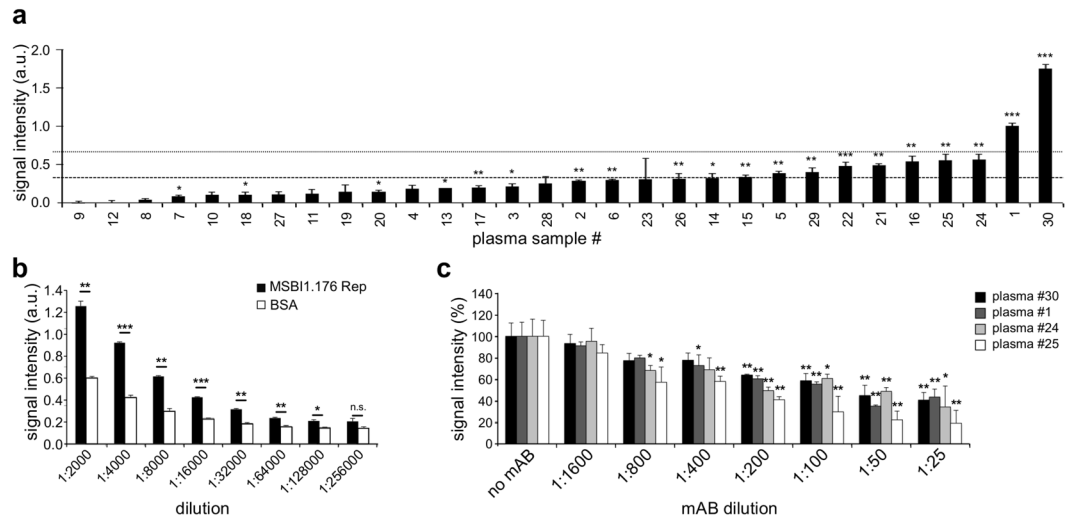 a
signal intensity (a.u.)
2.0
1.5
1.0
0.5
0.0
* * * * ** * ** ** ** * ** ** ** *** ** ** ** ** *** ***
9 12 8 7 10 18 27 11 19 20 4 13 17 3 28 2 6 23 26 14 15 5 29 22 21 16 25 24 1 30
plasma sample #
b
signal intensity (a.u.)
1.4
1.2
1.0
0.8
0.6
0.4
0.2
0.0
MSBI1.176 Rep
BSA
** *** ** *** ** ** * n.s.
1:2000 1:4000 1:8000 1:16000 1:32000 1:64000 1:128000 1:256000
dilution
c
signal intensity (%)
140
120
100
80
60
40
20
0
plasma #30
plasma #1
plasma #24
plasma #25
* * * ** ** ** ** ** ** ** * ** ** ** ** ** ** ** * **
no mAB 1:1600 1:800 1:400 1:200 1:100 1:50 1:25
mAB dilution